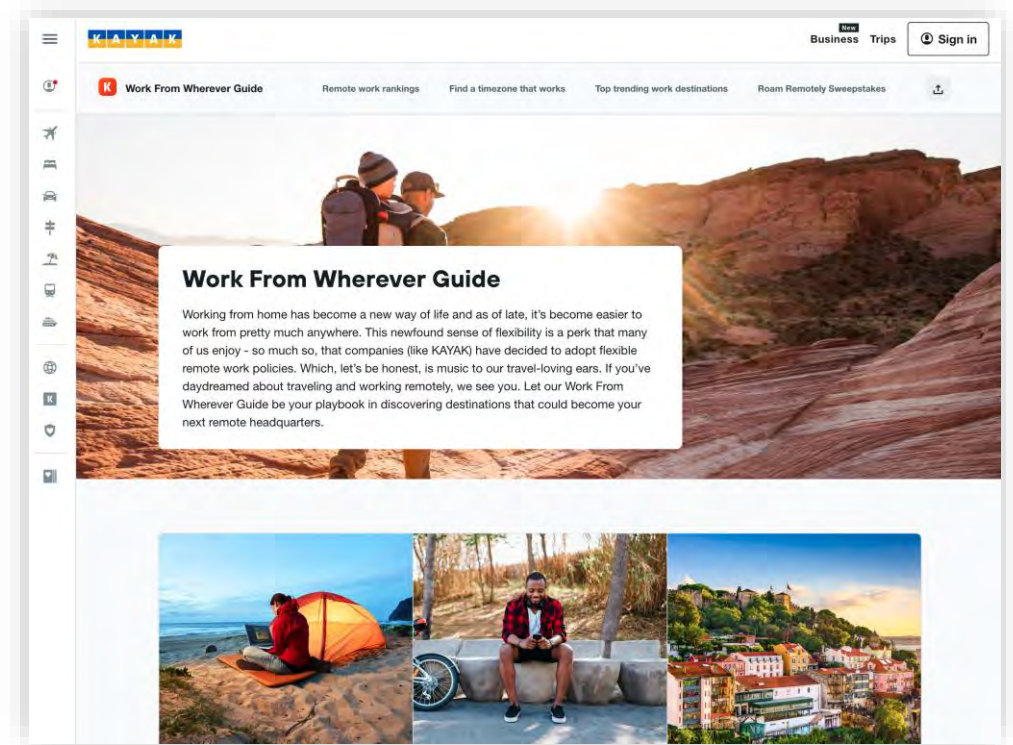 KAYAK
New
Business Trips Sign in
K Work From Wherever Guide Remote work rankings Find a timezone that works Top trending work destinations Roam Remotely Sweepstakes
K
Work From Wherever Guide
Working from home has become a new way of life and as of late, it's become easier to
work from pretty much anywhere. This newfound sense of flexibility is a perk that many
of us enjoy - so much so, that companies (like KAYAK) have decided to adopt flexible
remote work policies. Which, let's be honest, is music to our travel-loving ears. If you've
daydreamed about traveling and working remotely, we see you. Let our Work From
Wherever Guide be your playbook in discovering destinations that could become your
next remote headquarters.